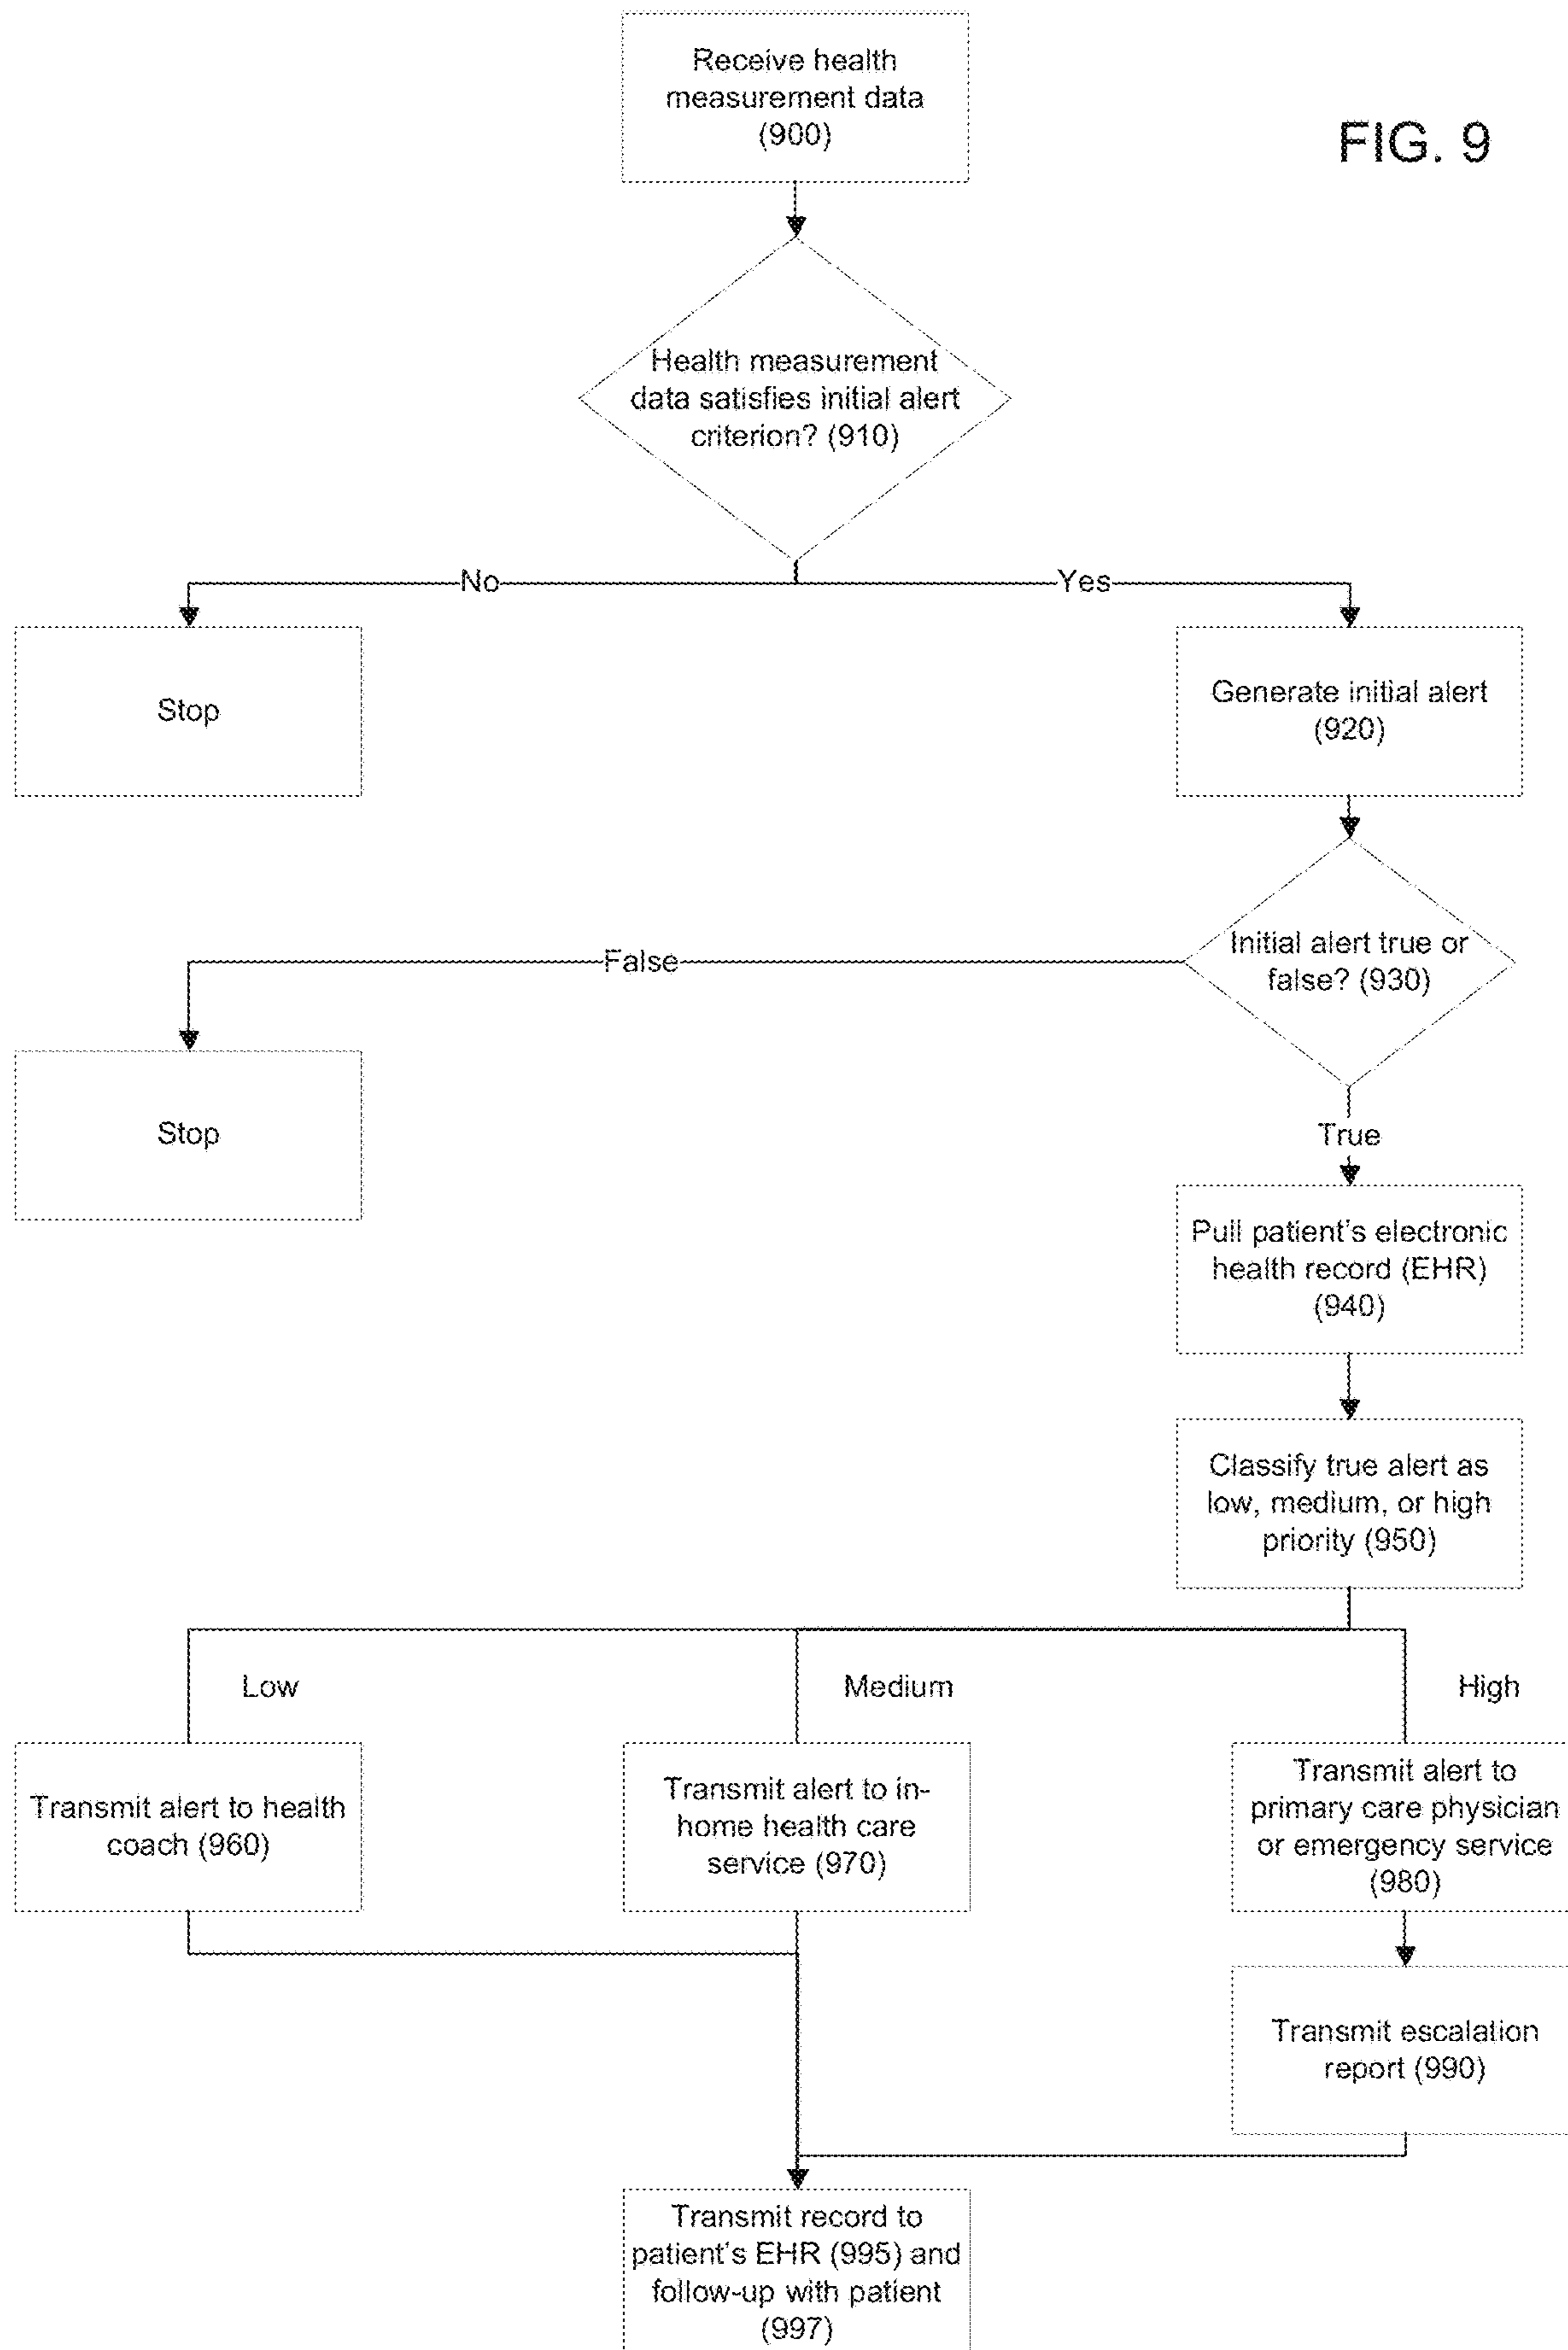 Receive health
measurement data
(900)
FIG. 9
Health measurement
data satisfies initial alert
criterion? (910)
No
Yes
Stop
Generate initial alert
(920)
Initial alert true or
false? (930)
False
Stop
True
Pull patient's electronic
health record (EHR)
(940)
Classify true alert as
low, medium, or high
priority (950)
Low
Medium
High
Transmit alert to health
coach (960)
Transmit alert to in-
home health care
service (970)
Transmit alert to
primary care physician
or emergency service
(980)
Transmit escalation
report (990)
Transmit record to
patient's EHR (995) and
follow-up with patient
(997)